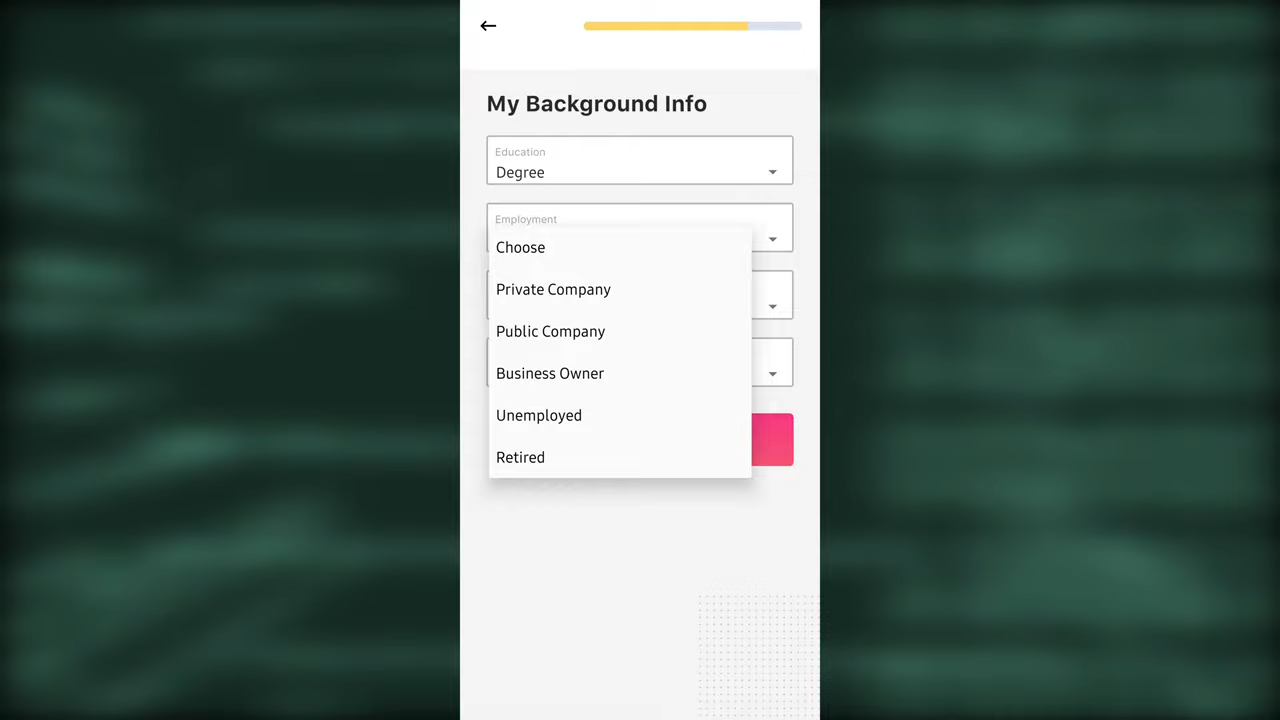 My Background Info
Education
Degree
Employment
Choose
Private Company
Public Company
Business Owner
Unemployed
Retired